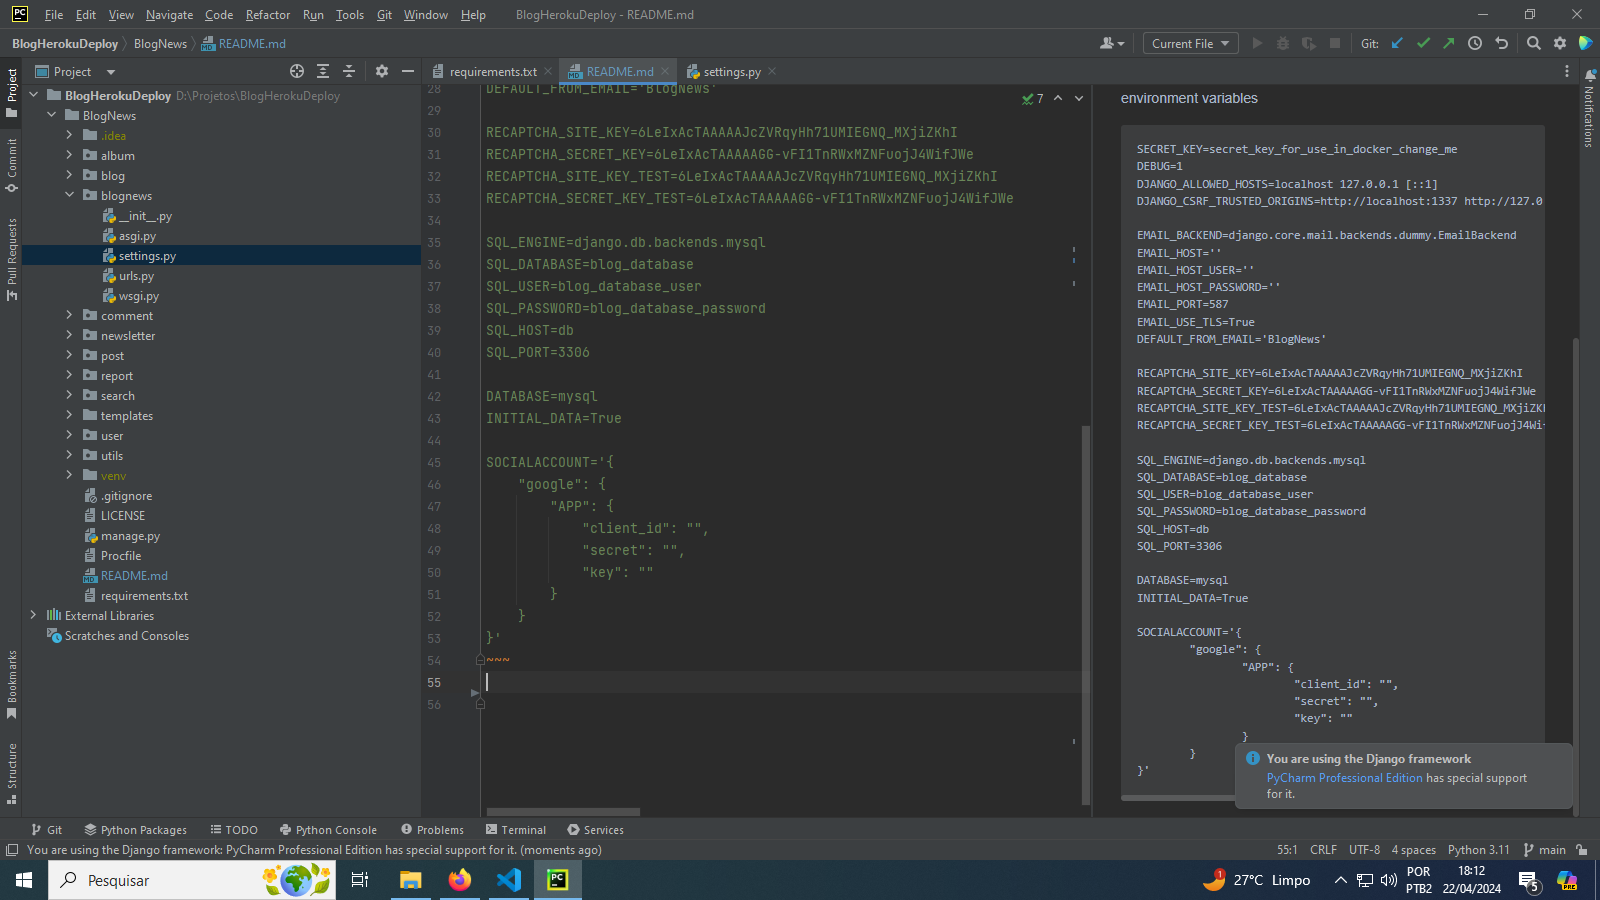 File Edit View Navigate Code Refactor Run Tools Git Window Help BlogHerokuDeploy - README.md
BlogHerokuDeploy BlogNews README.md Current File Git:
Project
Commit
Pull Requests
Bookmarks
Structure
Notifications
Project
BlogHerokuDeploy D:\Projetos\BlogHerokuDeploy
BlogNews
.idea
album
blog
blognews
__init__.py
asgi.py
settings.py
urls.py
wsgi.py
comment
newsletter
post
report
search
templates
user
utils
venv
.gitignore
LICENSE
manage.py
Procfile
README.md
requirements.txt
External Libraries
Scratches and Consoles
requirements.txt README.md settings.py
7
28 DEFAULT_FROM_EMAIL='BlogNews'
29
30 RECAPTCHA_SITE_KEY=6LeIxAcTAAAAAJcZVRqyHh71UMIEGNQ_MXjiZKhI
31 RECAPTCHA_SECRET_KEY=6LeIxAcTAAAAAGG-vFI1TnRWxMZNFuojJ4WifJWe
32 RECAPTCHA_SITE_KEY_TEST=6LeIxAcTAAAAAJcZVRqyHh71UMIEGNQ_MXjiZKhI
33 RECAPTCHA_SECRET_KEY_TEST=6LeIxAcTAAAAAGG-vFI1TnRWxMZNFuojJ4WifJWe
34
35 SQL_ENGINE=django.db.backends.mysql
36 SQL_DATABASE=blog_database
37 SQL_USER=blog_database_user
38 SQL_PASSWORD=blog_database_password
39 SQL_HOST=db
40 SQL_PORT=3306
41
42 DATABASE=mysql
43 INITIAL_DATA=True
44
45 SOCIALACCOUNT='{
46 "google": {
47 "APP": {
48 "client_id": "",
49 "secret": "",
50 "key": ""
51 }
52 }
53 }'
54 ~~~
55
56
environment variables
SECRET_KEY=secret_key_for_use_in_docker_change_me
DEBUG=1
DJANGO_ALLOWED_HOSTS=localhost 127.0.0.1 [::1]
DJANGO_CSRF_TRUSTED_ORIGINS=http://localhost:1337 http://127.0
EMAIL_BACKEND=django.core.mail.backends.dummy.EmailBackend
EMAIL_HOST=''
EMAIL_HOST_USER=''
EMAIL_HOST_PASSWORD=''
EMAIL_PORT=587
EMAIL_USE_TLS=True
DEFAULT_FROM_EMAIL='BlogNews'
RECAPTCHA_SITE_KEY=6LeIxAcTAAAAAJcZVRqyHh71UMIEGNQ_MXjiZKhI
RECAPTCHA_SECRET_KEY=6LeIxAcTAAAAAGG-vFI1TnRWxMZNFuojJ4WifJWe
RECAPTCHA_SITE_KEY_TEST=6LeIxAcTAAAAAJcZVRqyHh71UMIEGNQ_MXjiZK
RECAPTCHA_SECRET_KEY_TEST=6LeIxAcTAAAAAGG-vFI1TnRWxMZNFuojJ4Wi
SQL_ENGINE=django.db.backends.mysql
SQL_DATABASE=blog_database
SQL_USER=blog_database_user
SQL_PASSWORD=blog_database_password
SQL_HOST=db
SQL_PORT=3306
DATABASE=mysql
INITIAL_DATA=True
SOCIALACCOUNT='{
"google": {
"APP": {
"client_id": "",
"secret": "",
"key": ""
}
}
}'
You are using the Django framework
PyCharm Professional Edition has special support
for it.
Git Python Packages TODO Python Console Problems Terminal Services
You are using the Django framework: PyCharm Professional Edition has special support for it. (moments ago) 55:1 CRLF UTF-8 4 spaces Python 3.11 main
Pesquisar 1 27°C Limpo POR PTB2 18:12 22/04/2024 5